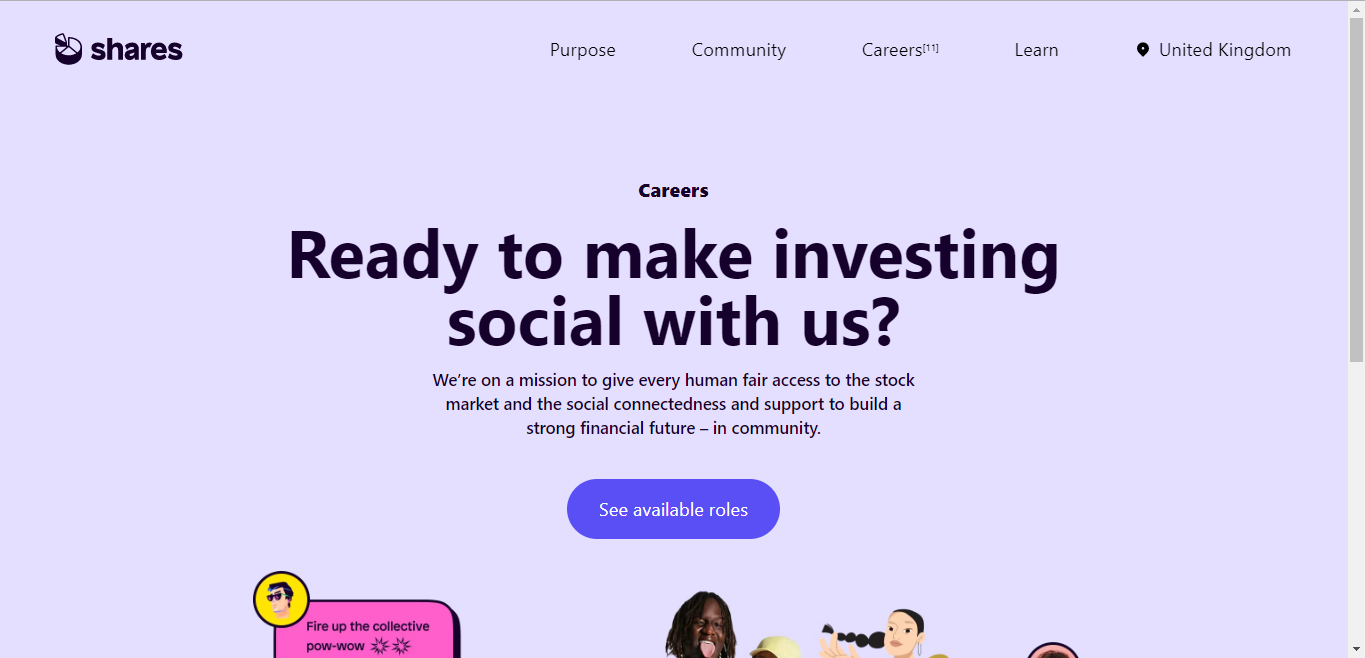 shares
Purpose
Community
Careers[11]
Learn
United Kingdom
Careers
Ready to make investing
social with us?
We’re on a mission to give every human fair access to the stock
market and the social connectedness and support to build a
strong financial future – in community.
See available roles
Fire up the collective
pow-wow